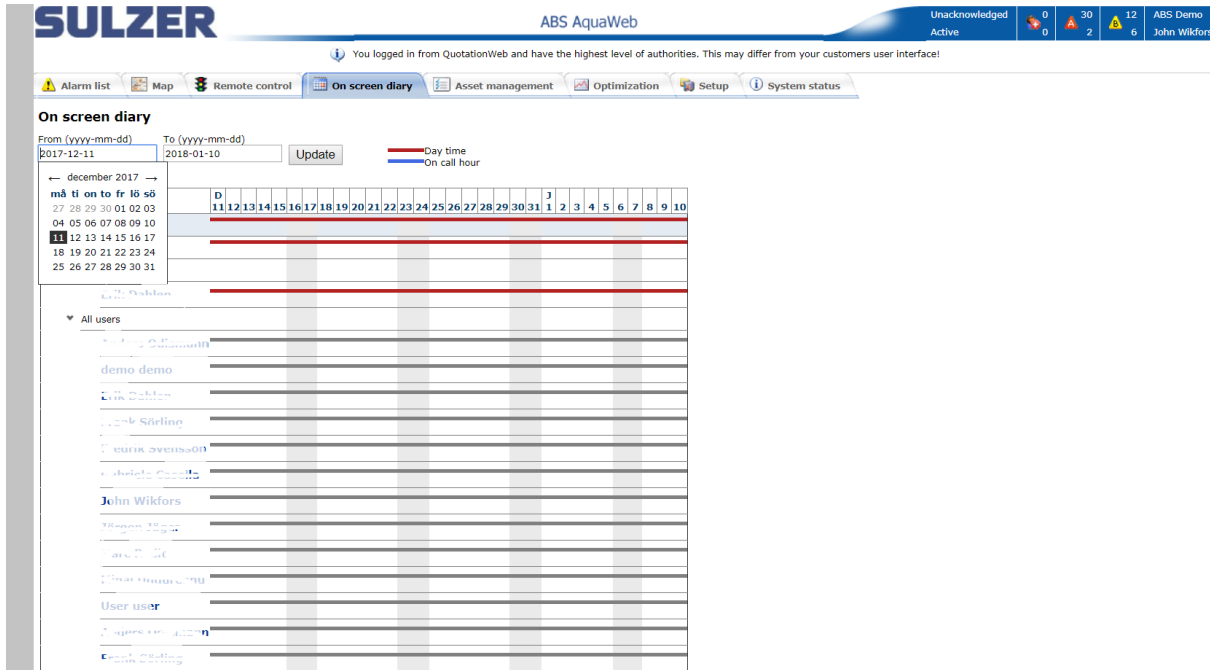 SULZER
ABS AquaWeb
Unacknowledged 0 30 12 ABS Demo
Active 0 2 6 John Wikfors
You logged in from QuotationWeb and have the highest level of authorities. This may differ from your customers user interface!
Alarm list Map Remote control On screen diary Asset management Optimization Setup System status
On screen diary
From (yyyy-mm-dd) To (yyyy-mm-dd)
2017-12-11 2018-01-10 Update
Day time
On call hour
← december 2017 →
må ti on to fr lö sö
27 28 29 30 01 02 03
04 05 06 07 08 09 10
11 12 13 14 15 16 17
18 19 20 21 22 23 24
25 26 27 28 29 30 31
D J
11 12 13 14 15 16 17 18 19 20 21 22 23 24 25 26 27 28 29 30 31 1 2 3 4 5 6 7 8 9 10
All users
demo demo
Sörling
Svensson
John Wikfors
User user